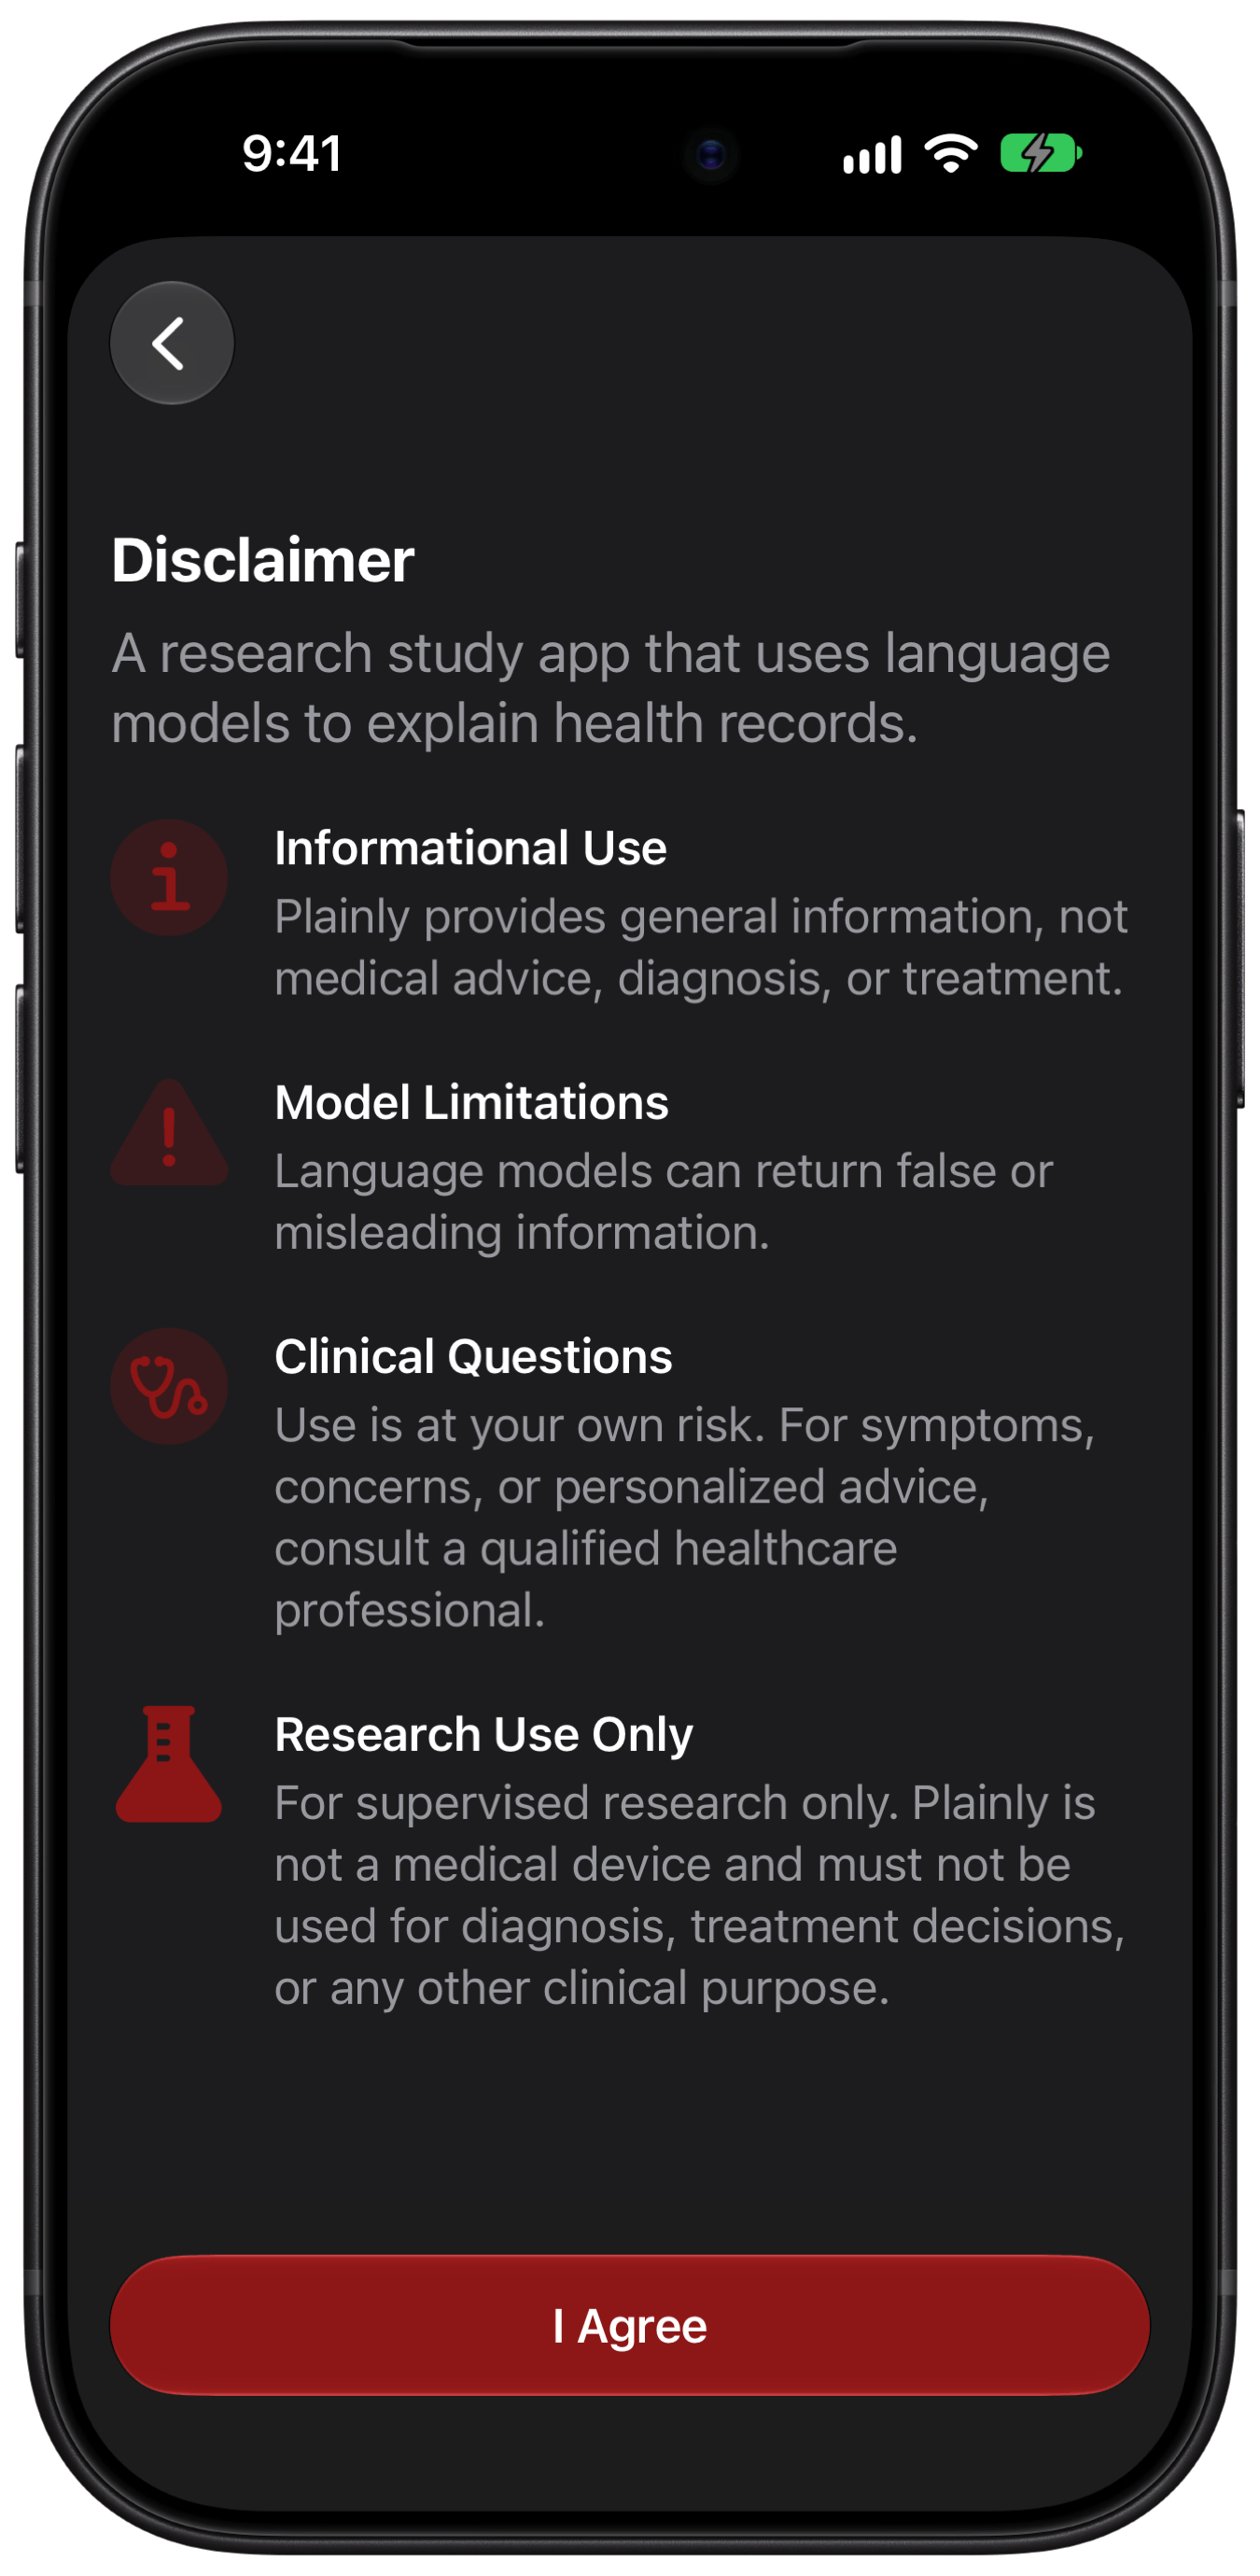 9:41
Disclaimer
A research study app that uses language
models to explain health records.
Informational Use
Plainly provides general information, not
medical advice, diagnosis, or treatment.
Model Limitations
Language models can return false or
misleading information.
Clinical Questions
Use is at your own risk. For symptoms,
concerns, or personalized advice,
consult a qualified healthcare
professional.
Research Use Only
For supervised research only. Plainly is
not a medical device and must not be
used for diagnosis, treatment decisions,
or any other clinical purpose.
I Agree